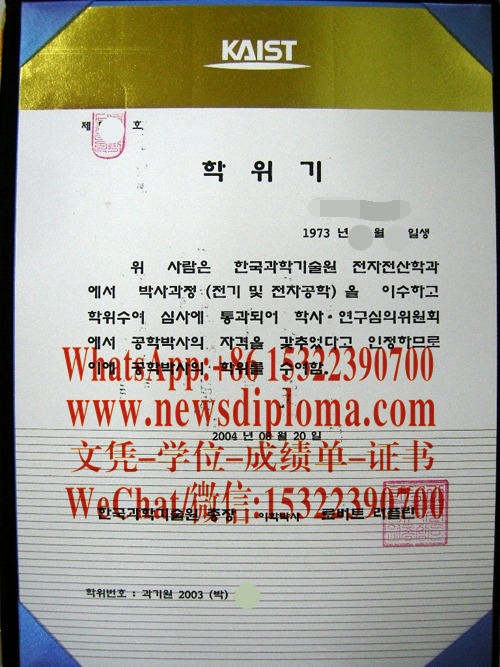 KAIST
제 호
학 위 기
1973 년 월 일생
위 사람은 한국과학기술원 전자전산학과
에서 박사과정 (전기 및 전자공학) 을 이수하고
학위수여 심사에 통과되어 학사·연구심의위원회
에서 공학박사의 자격을 갖추었다고 인정하므로
이에 공학박사의 학위를 수여함.
WhatsApp:+86 15322390700
www.newsdiploma.com
2004 년 08 월 20 일
文凭-学位-成绩单-证书
WeChat/微信:15322390700
한국과학기술원 총장 이학박사 로버트 러플린
학위번호 : 과기원 2003 (박)